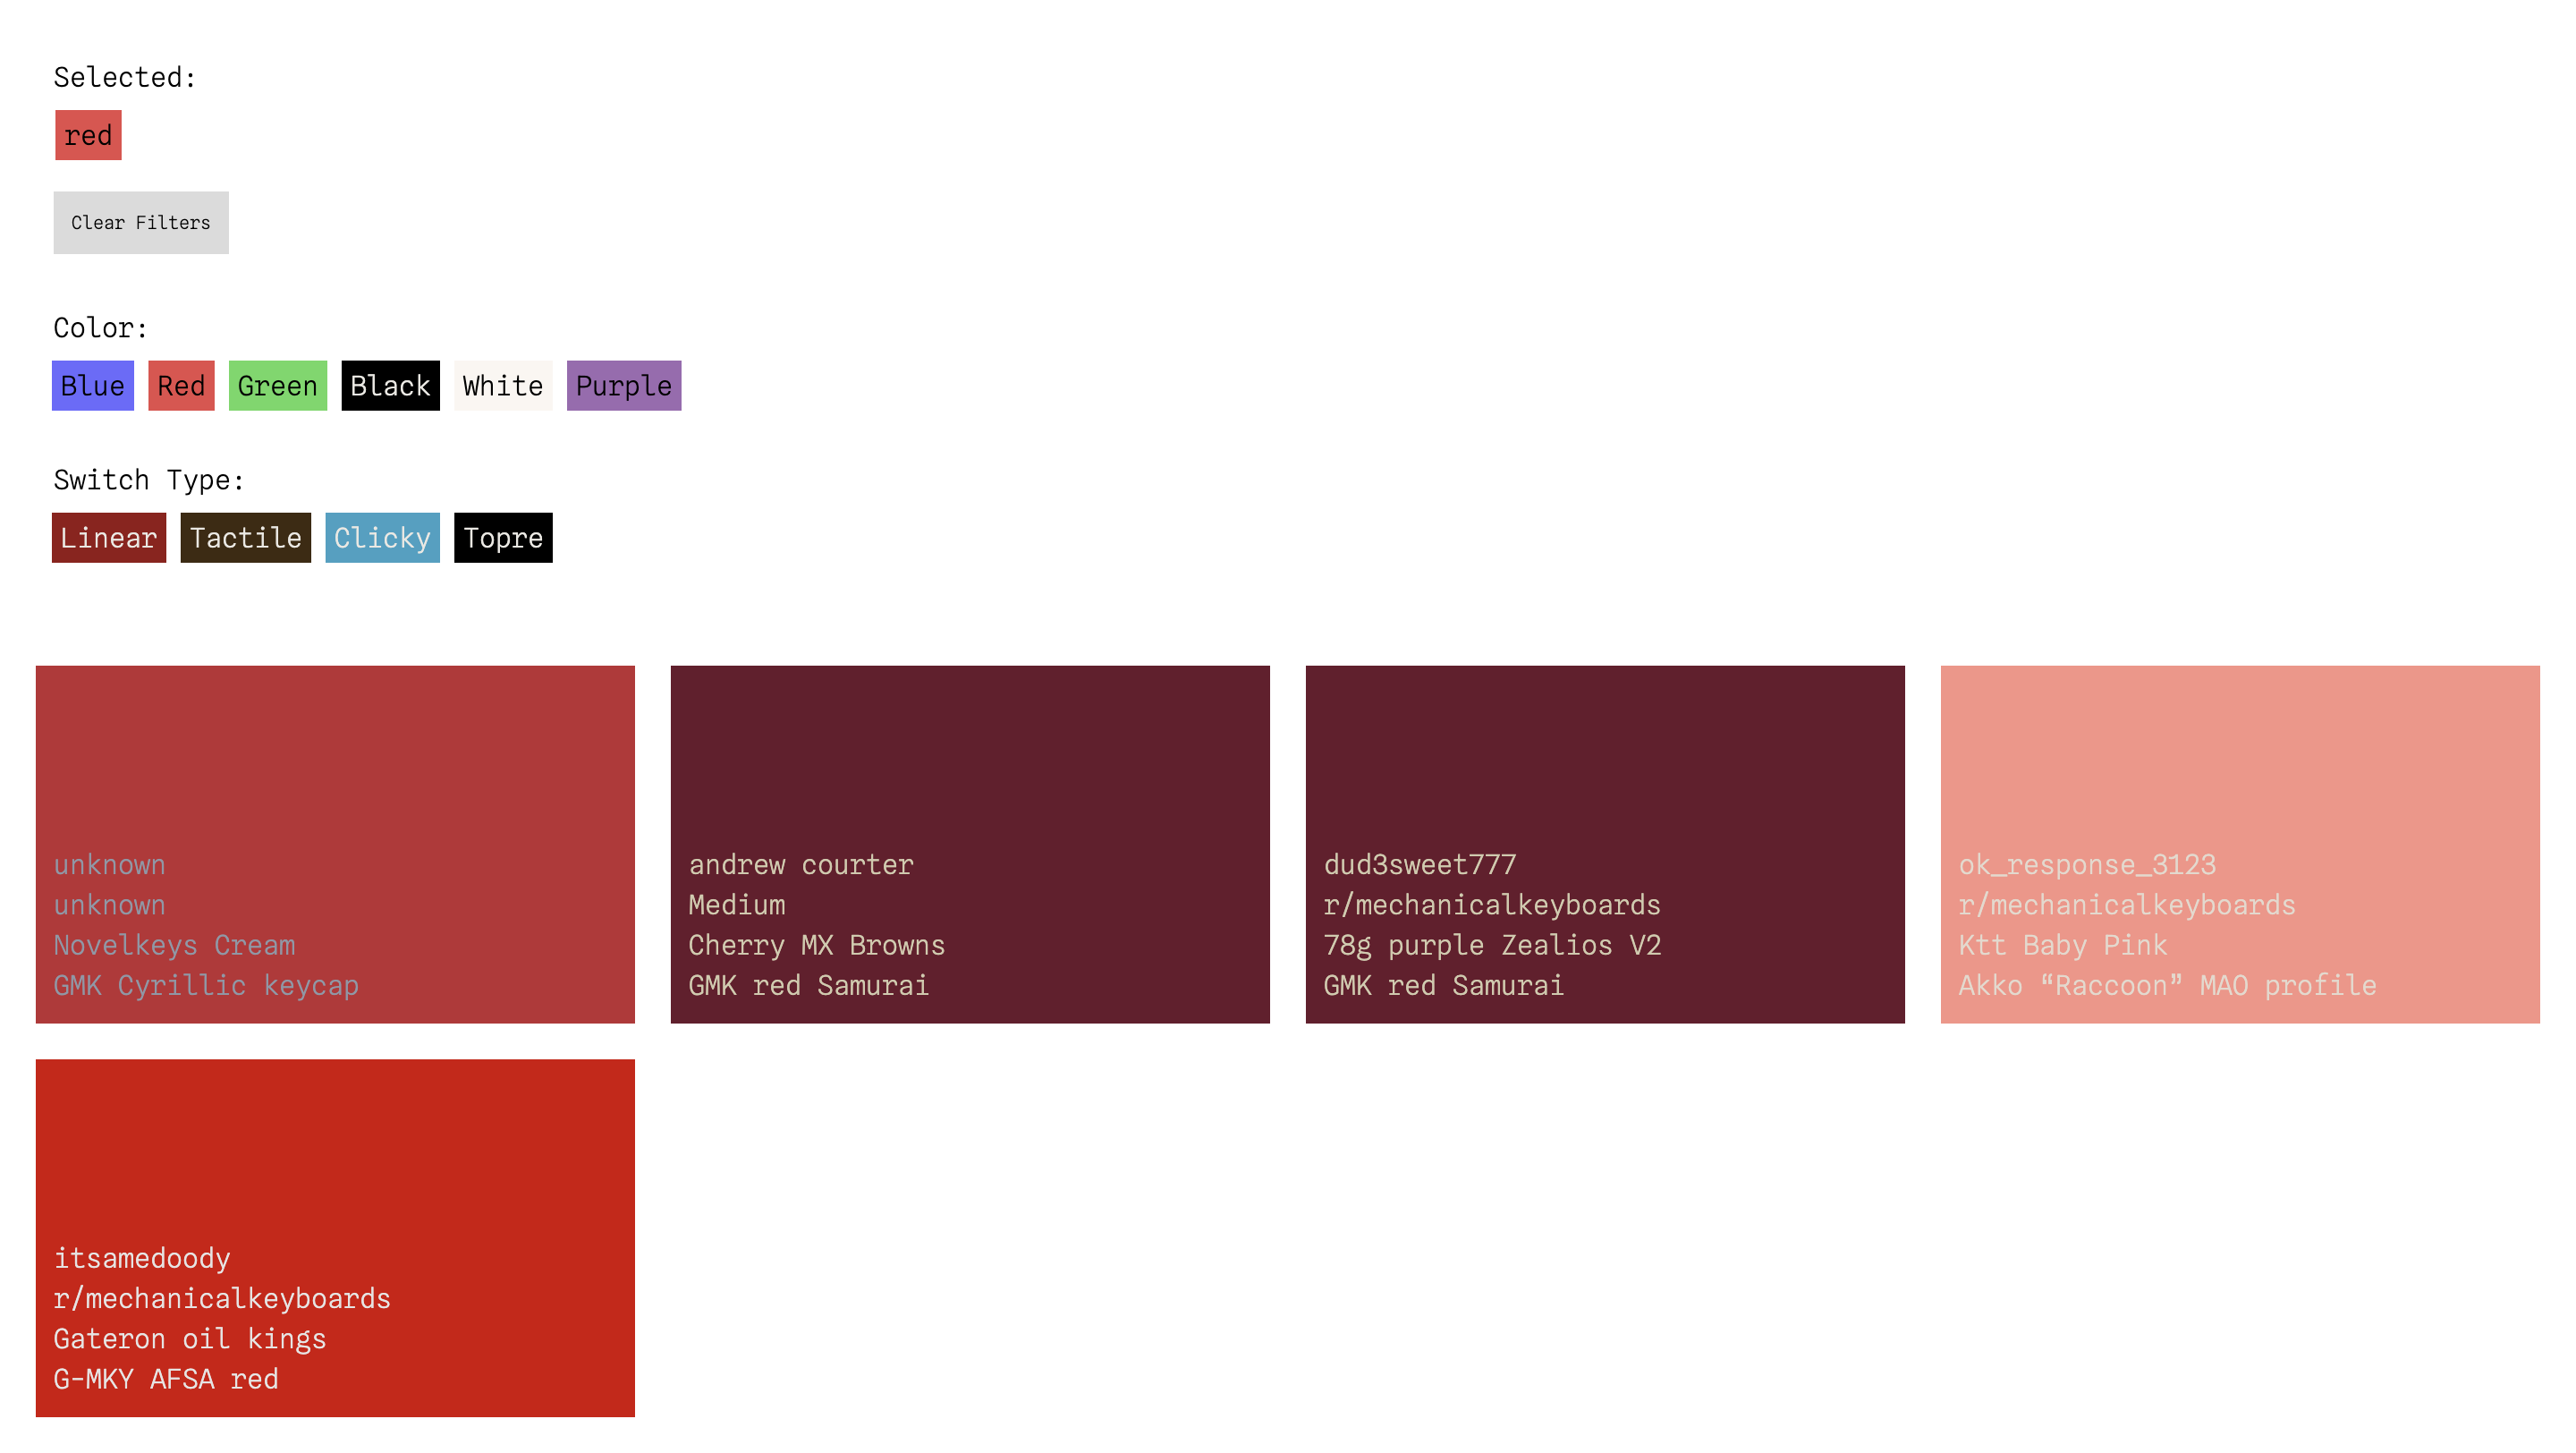 Selected:
red
Clear Filters
Color:
Blue Red Green Black White Purple
Switch Type:
Linear Tactile Clicky Topre
unknown
unknown
Novelkeys Cream
GMK Cyrillic keycap
andrew courter
Medium
Cherry MX Browns
GMK red Samurai
dud3sweet777
r/mechanicalkeyboards
78g purple Zealios V2
GMK red Samurai
ok_response_3123
r/mechanicalkeyboards
Ktt Baby Pink
Akko “Raccoon” MAO profile
itsamedoody
r/mechanicalkeyboards
Gateron oil kings
G-MKY AFSA red